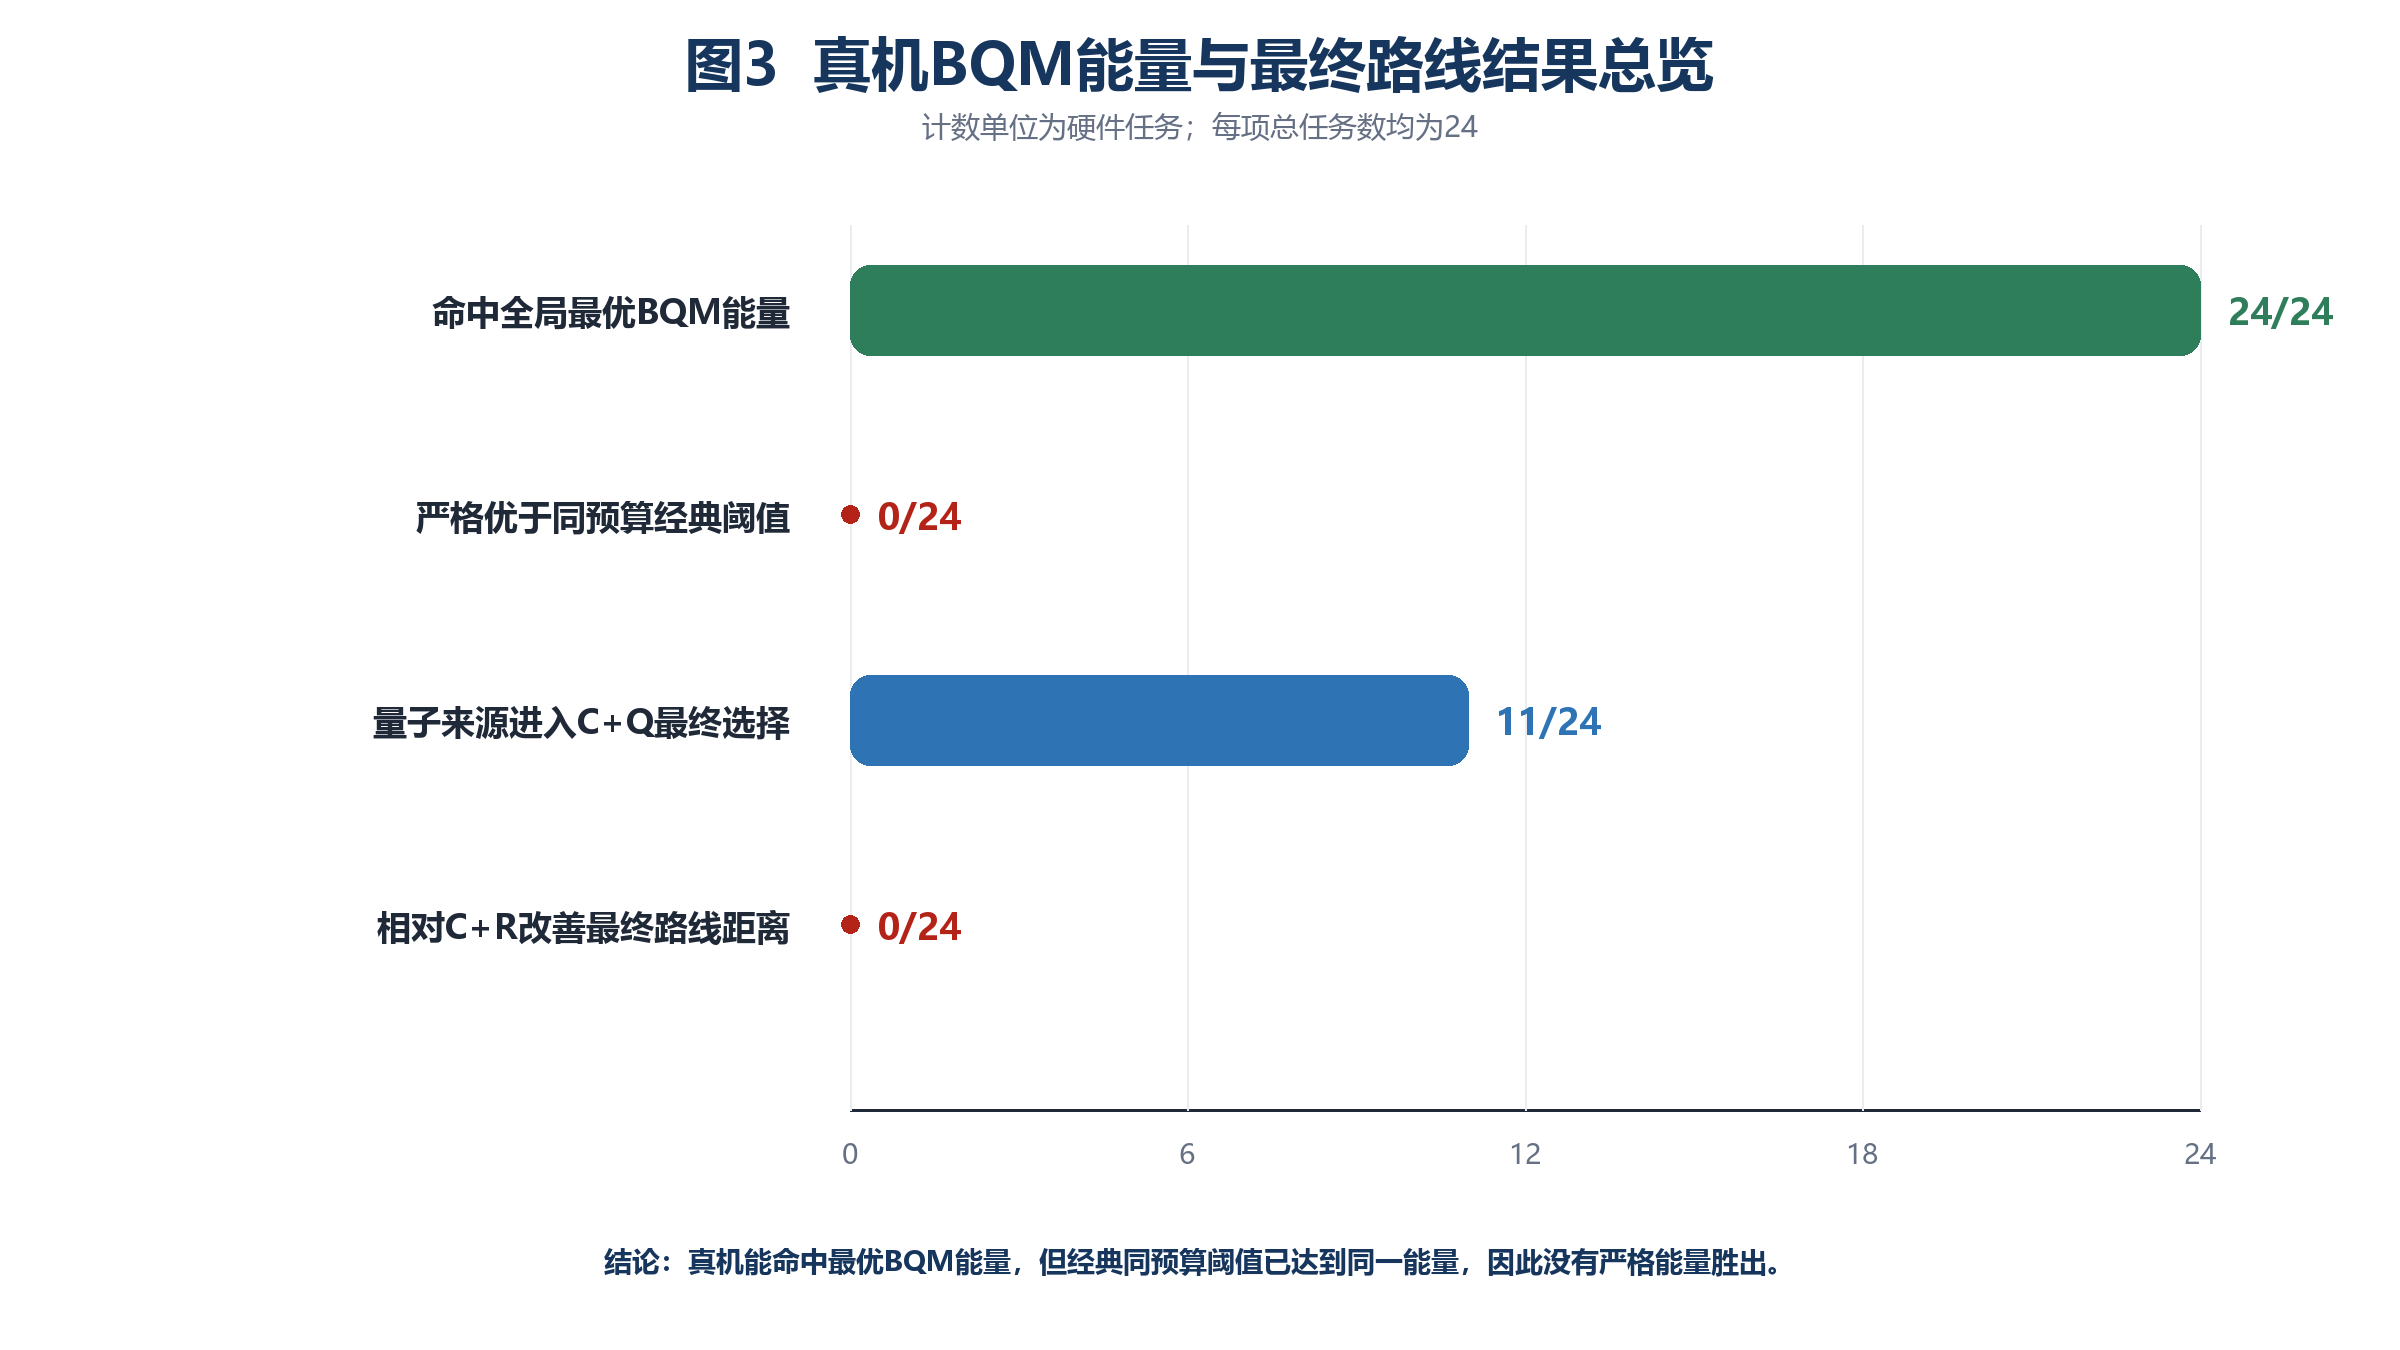 图3 真机BQM能量与最终路线结果总览
计数单位为硬件任务；每项总任务数均为24
命中全局最优BQM能量
24/24
严格优于同预算经典阈值
0/24
量子来源进入C+Q最终选择
11/24
相对C+R改善最终路线距离
0/24
0 6 12 18 24
结论：真机能命中最优BQM能量，但经典同预算阈值已达到同一能量，因此没有严格能量胜出。